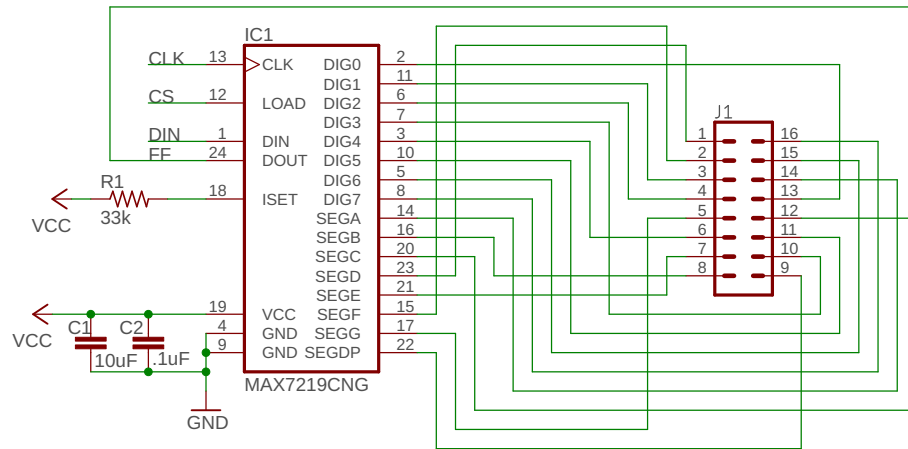 IC1
CLK 13 CLK DIG0 2
DIG1 11
CS 12 LOAD DIG2 6
DIG3 7
DIN 1 DIN DIG4 3
FF 24 DOUT DIG5 10
DIG6 5
R1 18 ISET DIG7 8
33k
VCC
SEGA 14
SEGB 16
SEGC 20
SEGD 23
SEGE 21
19 VCC SEGF 15
4 GND SEGG 17
9 GND SEGDP 22
VCC
C1 10uF
C2 .1uF
GND
MAX7219CNG
J1
1 16
2 15
3 14
4 13
5 12
6 11
7 10
8 9